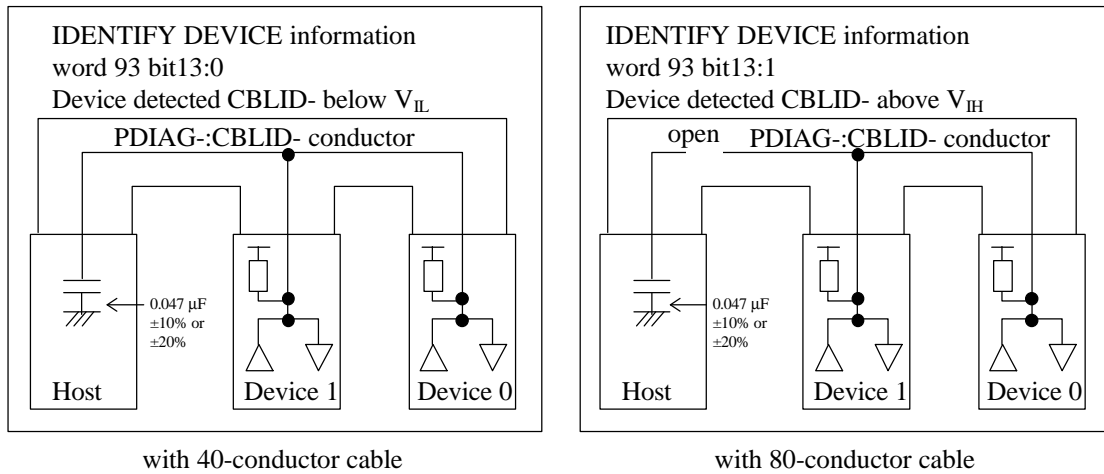 IDENTIFY DEVICE information
word 93 bit13:0
Device detected CBLID- below VIL
PDIAG-:CBLID- conductor
0.047 µF
±10% or
±20%
Host
Device 1
Device 0
with 40-conductor cable
IDENTIFY DEVICE information
word 93 bit13:1
Device detected CBLID- above VIH
open
PDIAG-:CBLID- conductor
0.047 µF
±10% or
±20%
Host
Device 1
Device 0
with 80-conductor cable